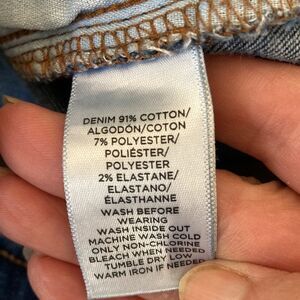 DENIM 91% COTTON/
ALGODÓN/COTON
7% POLYESTER/
POLIÉSTER/
POLYESTER
2% ELASTANE/
ELASTANO/
ÉLASTHANNE
WASH BEFORE
WEARING
WASH INSIDE OUT
MACHINE WASH COLD
ONLY NON-CHLORINE
BLEACH WHEN NEEDED
TUMBLE DRY LOW
WARM IRON IF NEEDED